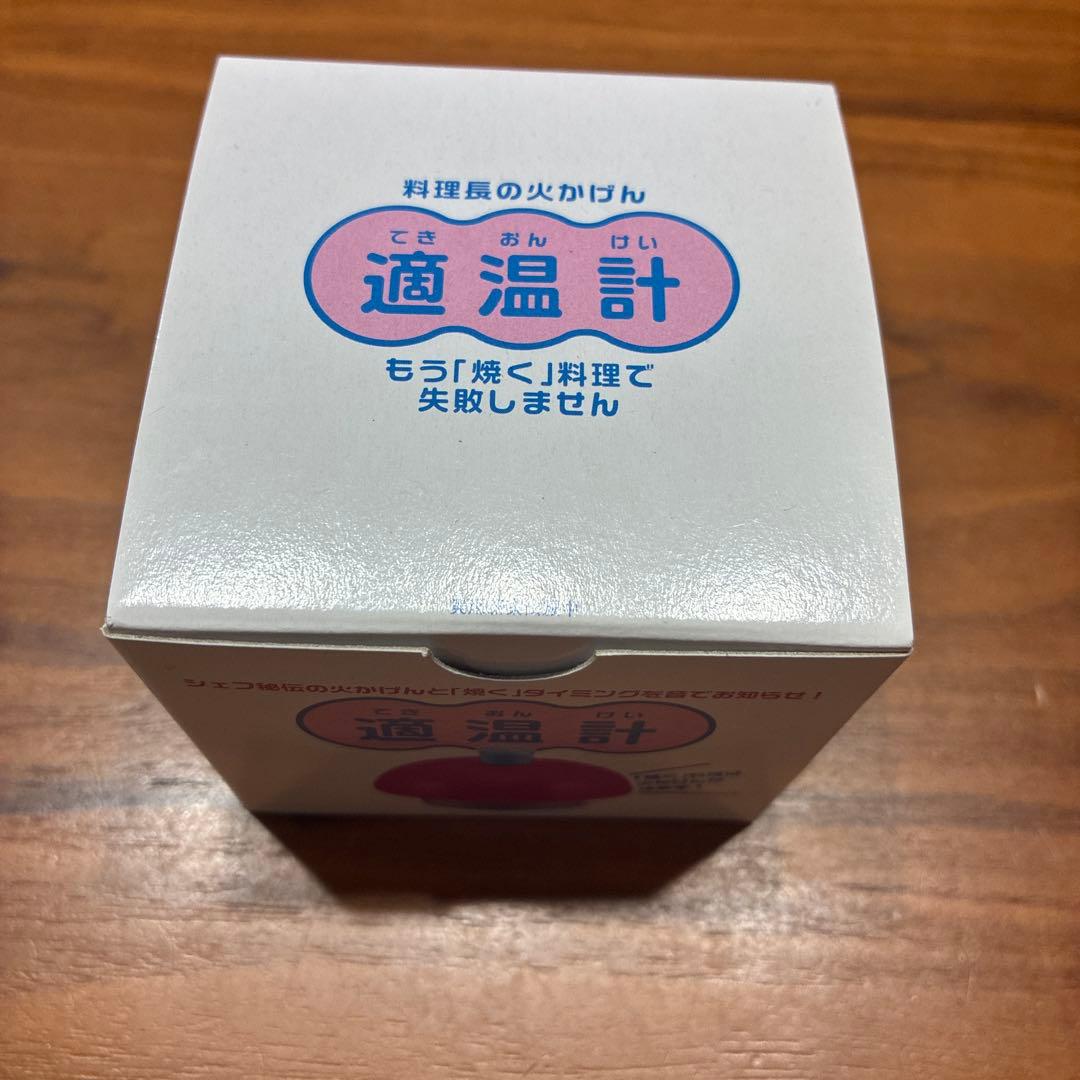 料理長の火かげん
てき おん けい
適温計
もう「焼く」料理で
失敗しません
シェフ秘伝の火かげんと「焼く」タイミングを音でお知らせ!
てき おん けい
適温計